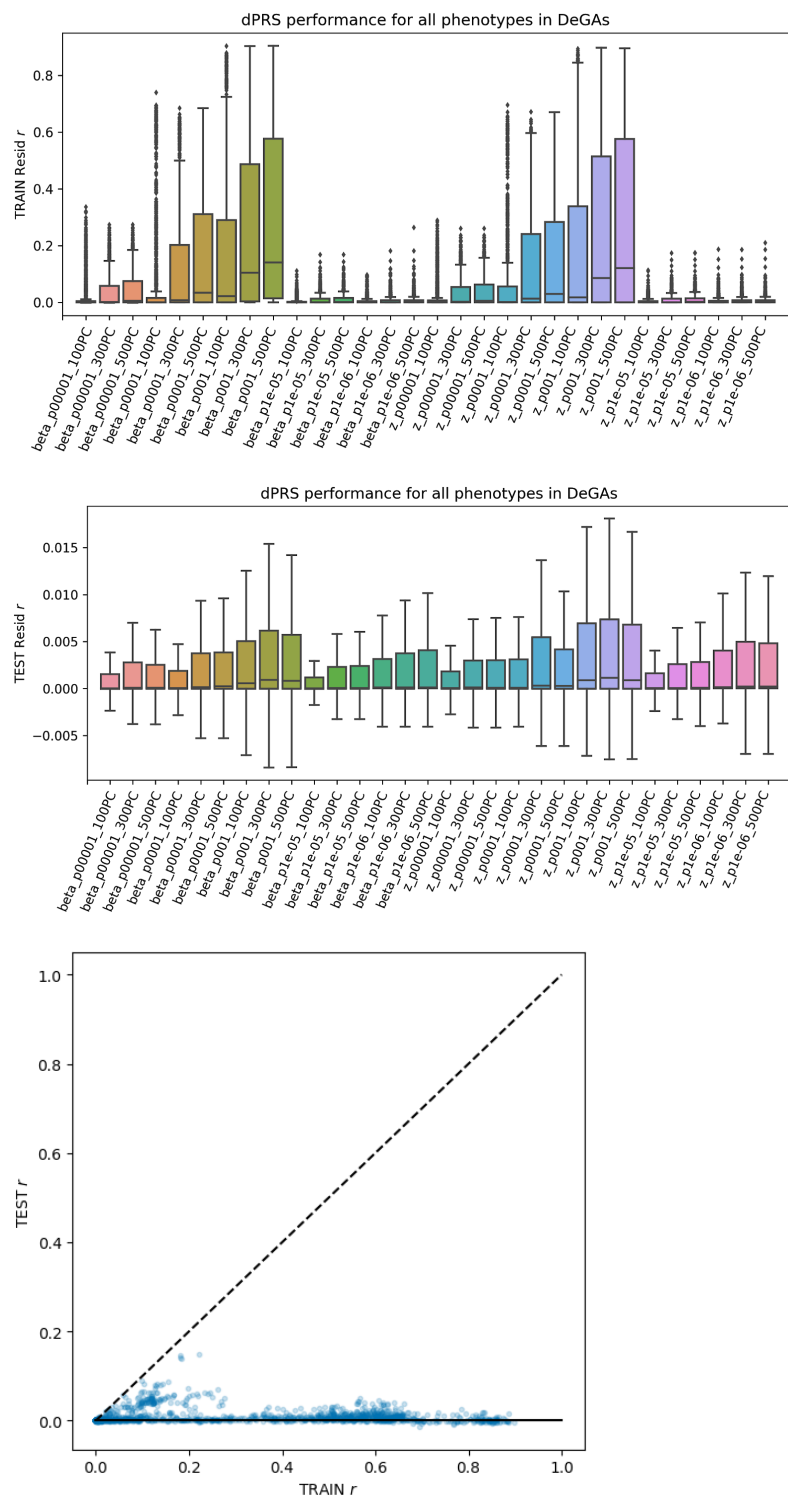 dPRS performance for all phenotypes in DeGAs
TRAIN Resid r
0.8
0.6
0.4
0.2
0.0
beta_p00001_100PC
beta_p00001_300PC
beta_p00001_500PC
beta_p0001_100PC
beta_p0001_300PC
beta_p0001_500PC
beta_p001_100PC
beta_p001_300PC
beta_p001_500PC
beta_p1e-05_100PC
beta_p1e-05_300PC
beta_p1e-05_500PC
beta_p1e-06_100PC
beta_p1e-06_300PC
beta_p1e-06_500PC
z_p00001_100PC
z_p00001_300PC
z_p00001_500PC
z_p0001_100PC
z_p0001_300PC
z_p0001_500PC
z_p001_100PC
z_p001_300PC
z_p001_500PC
z_p1e-05_100PC
z_p1e-05_300PC
z_p1e-05_500PC
z_p1e-06_100PC
z_p1e-06_300PC
z_p1e-06_500PC
dPRS performance for all phenotypes in DeGAs
TEST Resid r
0.015
0.010
0.005
0.000
−0.005
beta_p00001_100PC
beta_p00001_300PC
beta_p00001_500PC
beta_p0001_100PC
beta_p0001_300PC
beta_p0001_500PC
beta_p001_100PC
beta_p001_300PC
beta_p001_500PC
beta_p1e-05_100PC
beta_p1e-05_300PC
beta_p1e-05_500PC
beta_p1e-06_100PC
beta_p1e-06_300PC
beta_p1e-06_500PC
z_p00001_100PC
z_p00001_300PC
z_p00001_500PC
z_p0001_100PC
z_p0001_300PC
z_p0001_500PC
z_p001_100PC
z_p001_300PC
z_p001_500PC
z_p1e-05_100PC
z_p1e-05_300PC
z_p1e-05_500PC
z_p1e-06_100PC
z_p1e-06_300PC
z_p1e-06_500PC
TEST r
1.0
0.8
0.6
0.4
0.2
0.0
0.0 0.2 0.4 0.6 0.8 1.0
TRAIN r